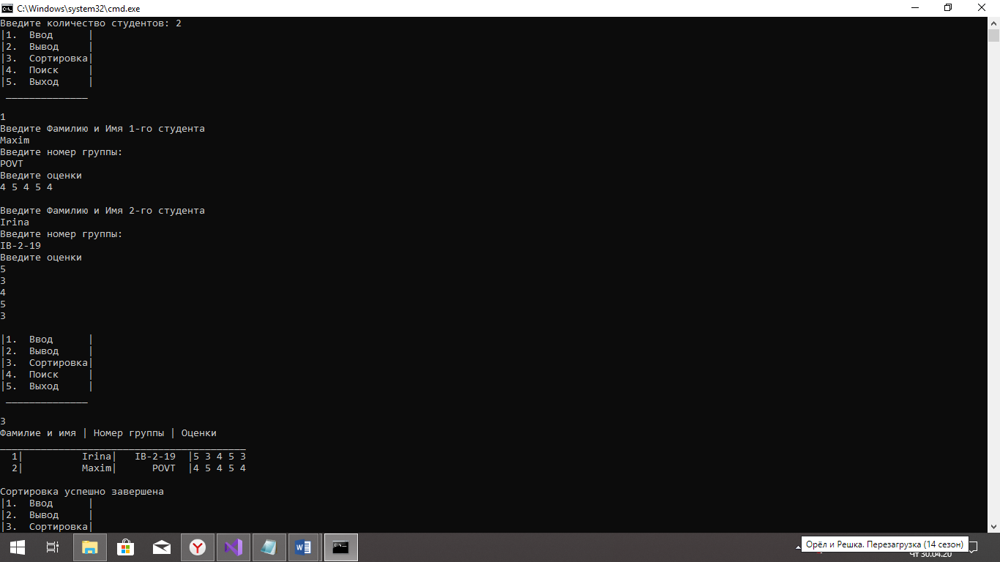 C:\Windows\system32\cmd.exe
Введите количество студентов: 2
|1.  Ввод      |
|2.  Вывод     |
|3.  Сортировка|
|4.  Поиск     |
|5.  Выход     |
 ______________
1
Введите Фамилию и Имя 1-го студента
Maxim
Введите номер группы:
POVT
Введите оценки
4 5 4 5 4
Введите Фамилию и Имя 2-го студента
Irina
Введите номер группы:
IB-2-19
Введите оценки
5
3
4
5
3
|1.  Ввод      |
|2.  Вывод     |
|3.  Сортировка|
|4.  Поиск     |
|5.  Выход     |
 ______________
3
Фамилие и имя | Номер группы | Оценки
__________________________________________
  1|          Irina|   IB-2-19  |5 3 4 5 3
  2|          Maxim|      POVT  |4 5 4 5 4
Сортировка успешно завершена
|1.  Ввод      |
|2.  Вывод     |
|3.  Сортировка|
Орёл и Решка. Перезагрузка (14 сезон)
Чт 30.04.20